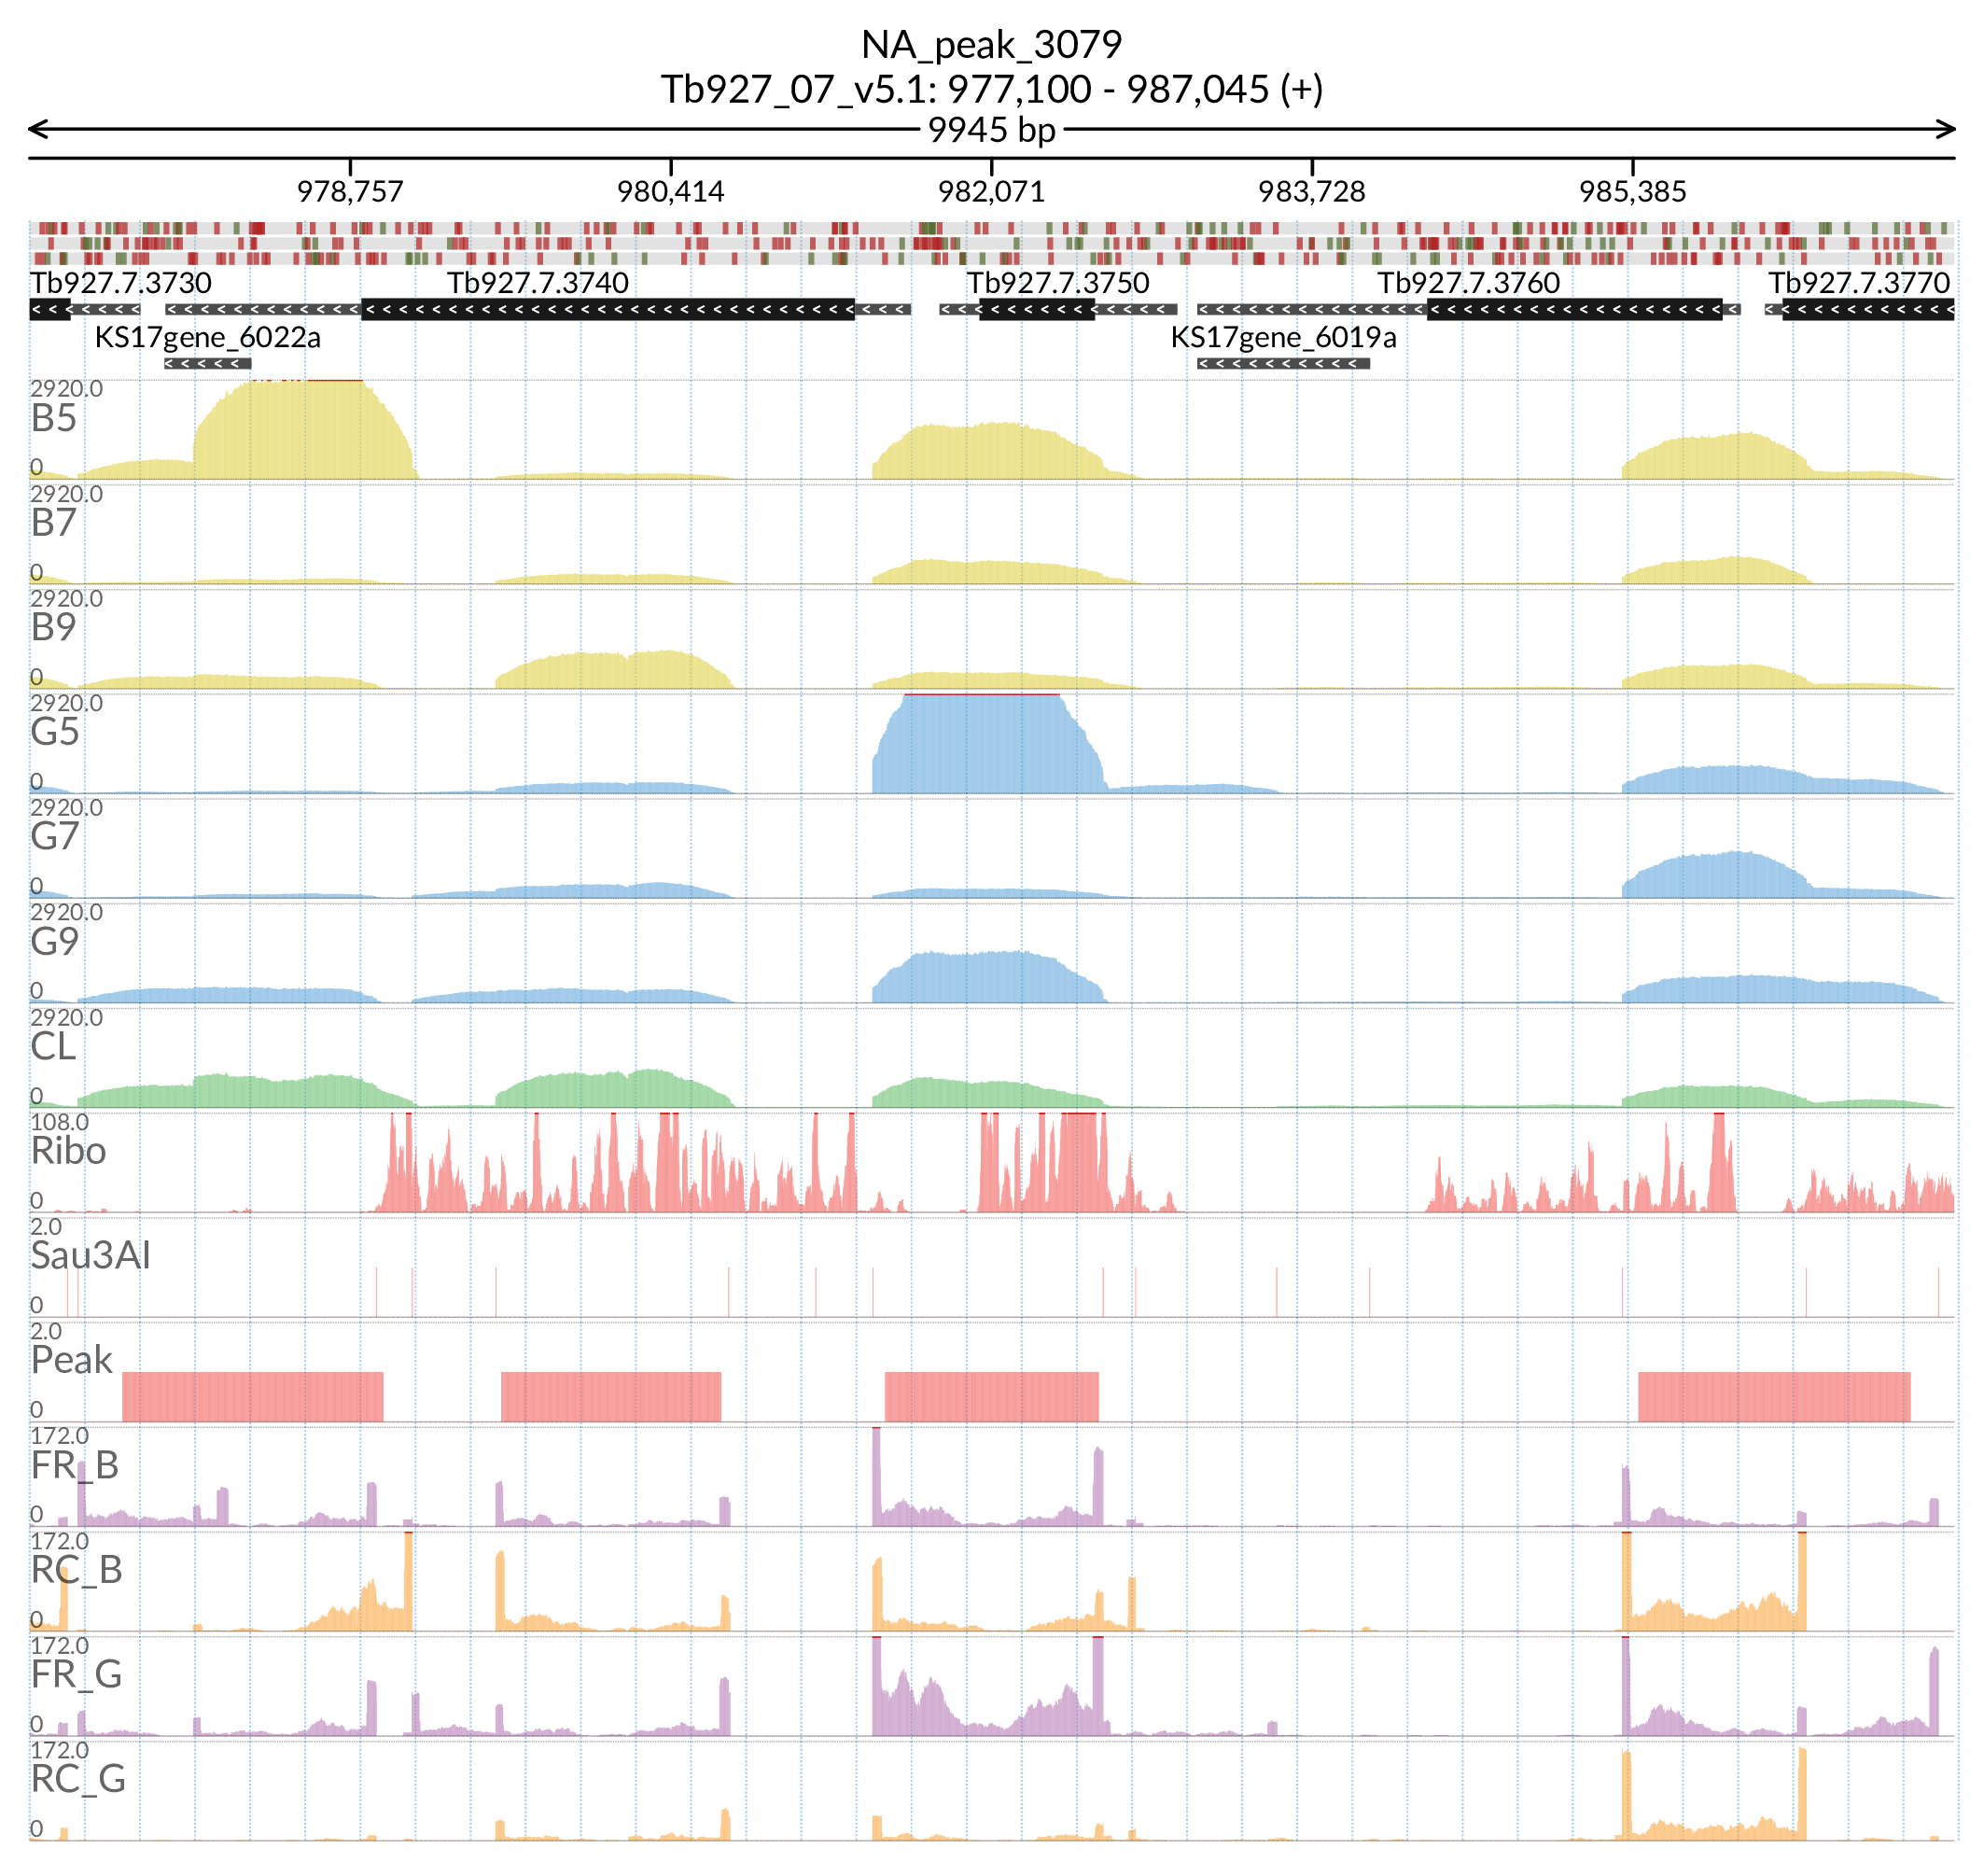 NA_peak_3079
Tb927_07_v5.1: 977,100 - 987,045 (+)
9945 bp
978,757 980,414 982,071 983,728 985,385
Tb927.7.3730 Tb927.7.3740 Tb927.7.3750 Tb927.7.3760 Tb927.7.3770
KS17gene_6022a KS17gene_6019a
2920.0
B5
0
2920.0
B7
0
2920.0
B9
0
2920.0
G5
0
2920.0
G7
0
2920.0
G9
0
2920.0
CL
0
108.0
Ribo
0
2.0
Sau3AI
0
2.0
Peak
0
172.0
FR_B
0
172.0
RC_B
0
172.0
FR_G
0
172.0
RC_G
0